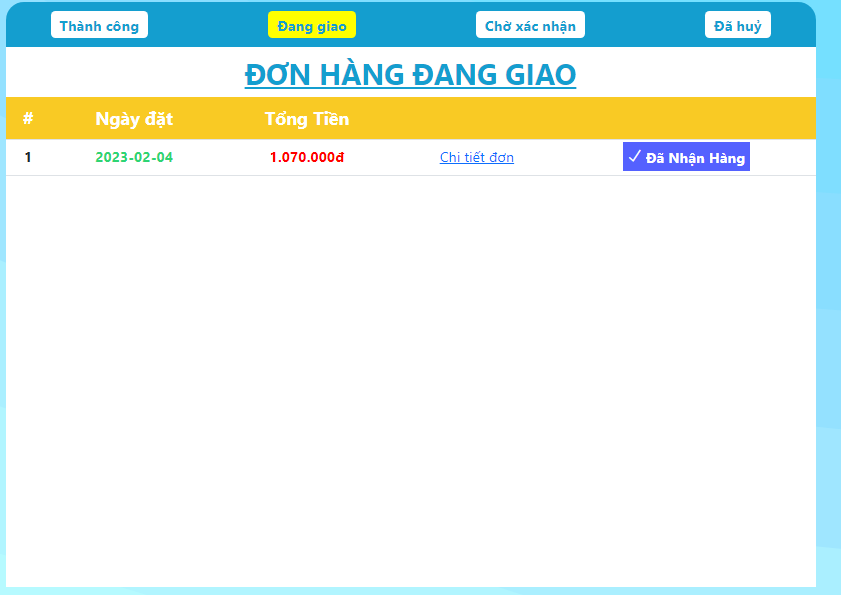 Thành công Đang giao Chờ xác nhận Đã huỷ
ĐƠN HÀNG ĐANG GIAO
# Ngày đặt Tổng Tiền
1 2023-02-04 1.070.000đ Chi tiết đơn ✓ Đã Nhận Hàng